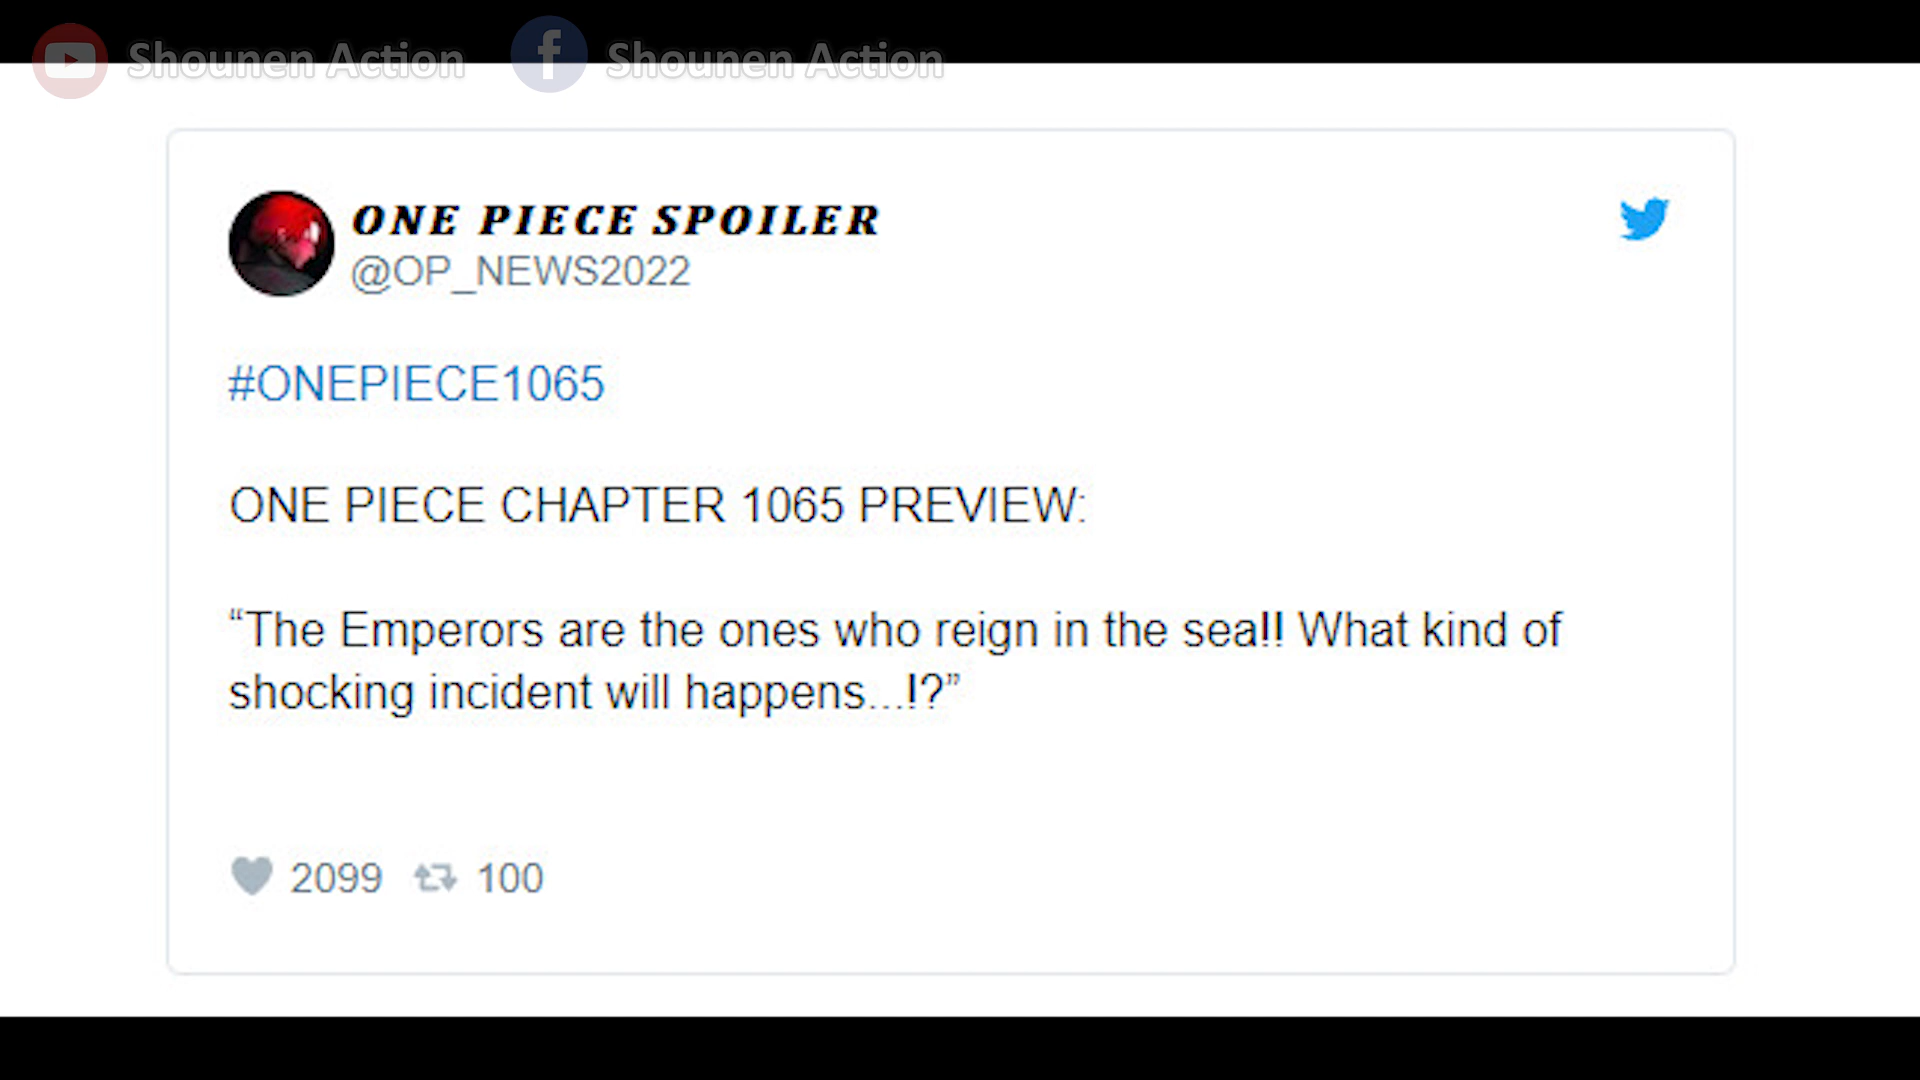 Shounen Action Shounen Action
ONE PIECE SPOILER
@OP_NEWS2022
#ONEPIECE1065
ONE PIECE CHAPTER 1065 PREVIEW:
“The Emperors are the ones who reign in the sea!! What kind of
shocking incident will happens...!?”
2099 100